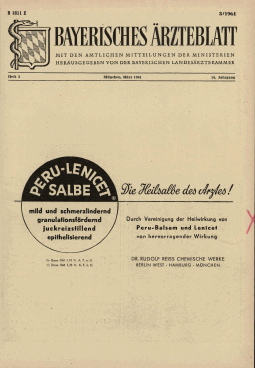 B 1611 E
3/1961
BAYERISCHES ÄRZTEBLATT
MIT DEN AMTLICHEN MITTEILUNGEN DER MINISTERIEN
HERAUSGEGEBEN VON DER BAYERISCHEN LANDESÄRZTEKAMMER
Heft 3
München, März 1961
16. Jahrgang
PERU-LENICET
SALBE
Die Heilsalbe des Arztes!
mild und schmerzlindernd
granulationsfördernd
juckreizstillend
epithelisierend
Durch Vereinigung der Heilwirkung von
Peru-Balsam und Lenicet
von hervorragender Wirkung
DR. RUDOLF REISS CHEMISCHE WERKE
BERLIN WEST - HAMBURG - MÜNCHEN